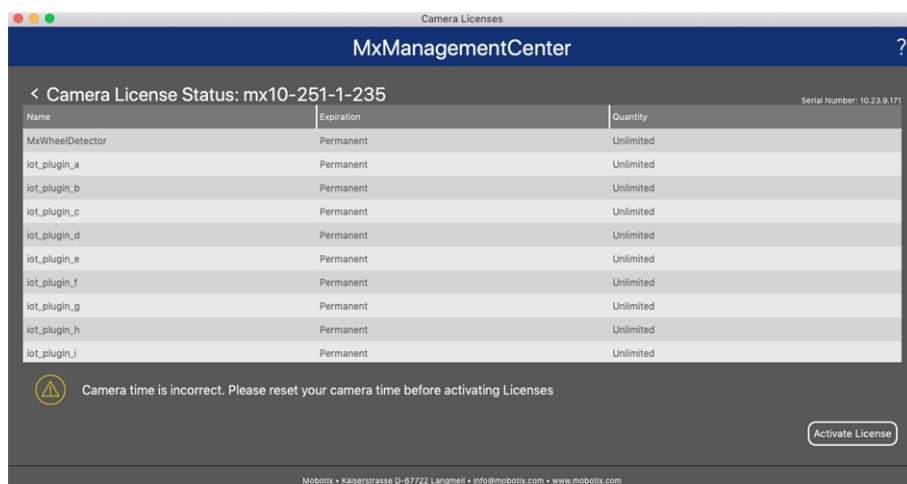 Camera Licenses
MxManagementCenter ?
< Camera License Status: mx10-251-1-235
Serial Number: 10.23.9.171
Name Expiration Quantity
MxWheelDetector Permanent Unlimited
iot_plugin_a Permanent Unlimited
iot_plugin_b Permanent Unlimited
iot_plugin_c Permanent Unlimited
iot_plugin_d Permanent Unlimited
iot_plugin_e Permanent Unlimited
iot_plugin_f Permanent Unlimited
iot_plugin_g Permanent Unlimited
iot_plugin_h Permanent Unlimited
iot_plugin_i Permanent Unlimited
Camera time is incorrect. Please reset your camera time before activating Licenses
Activate License
Mobotix • Kaiserstrasse D-67722 Langmeil • info@mobotix.com • www.mobotix.com